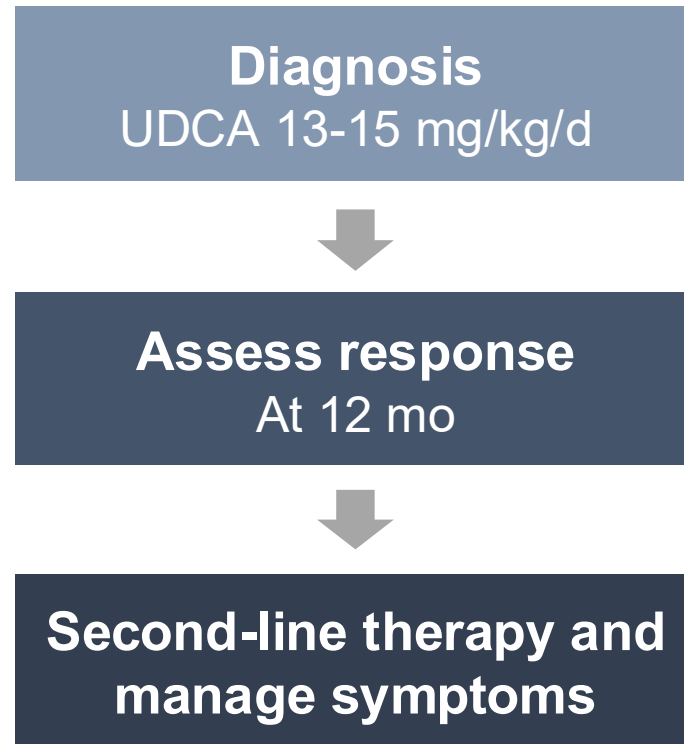 Diagnosis
UDCA 13-15 mg/kg/d
Assess response
At 12 mo
Second-line therapy and
manage symptoms